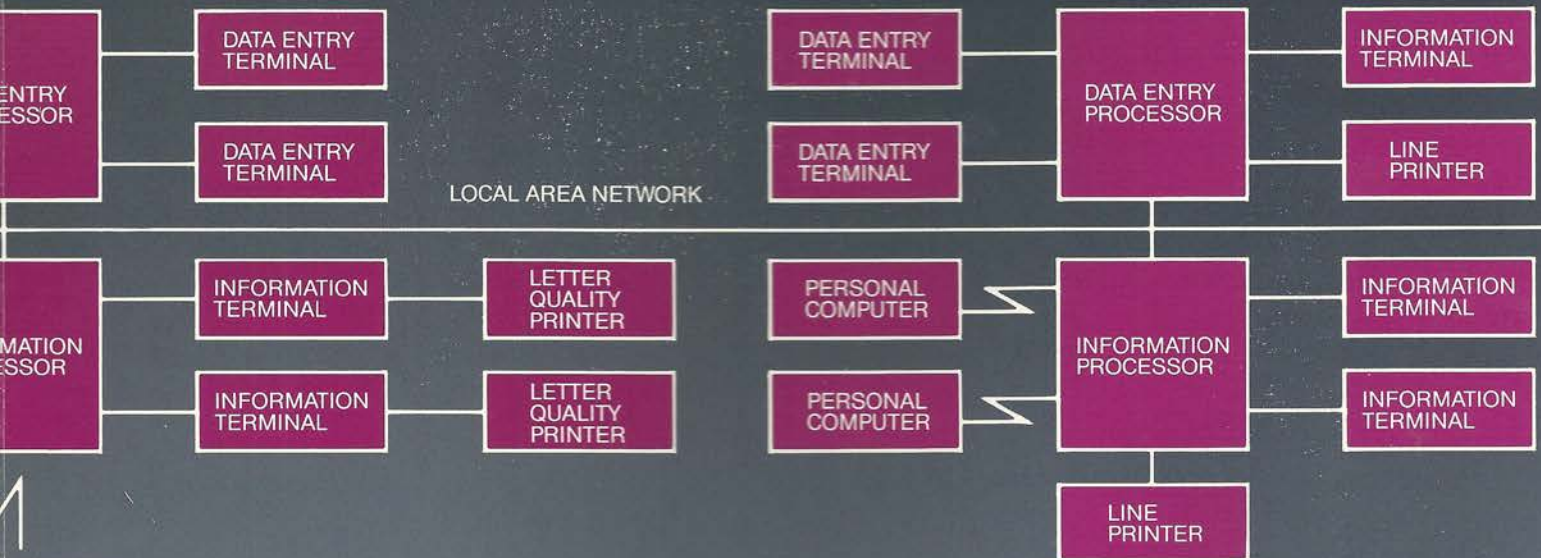 DATA ENTRY
TERMINAL
DATA ENTRY
TERMINAL
DATA ENTRY
PROCESSOR
INFORMATION
TERMINAL
ENTRY
ESSOR
DATA ENTRY
TERMINAL
DATA ENTRY
TERMINAL
LINE
PRINTER
LOCAL AREA NETWORK
INFORMATION
TERMINAL
LETTER
QUALITY
PRINTER
PERSONAL
COMPUTER
INFORMATION
PROCESSOR
INFORMATION
TERMINAL
MATION
ESSOR
INFORMATION
TERMINAL
LETTER
QUALITY
PRINTER
PERSONAL
COMPUTER
INFORMATION
TERMINAL
LINE
PRINTER